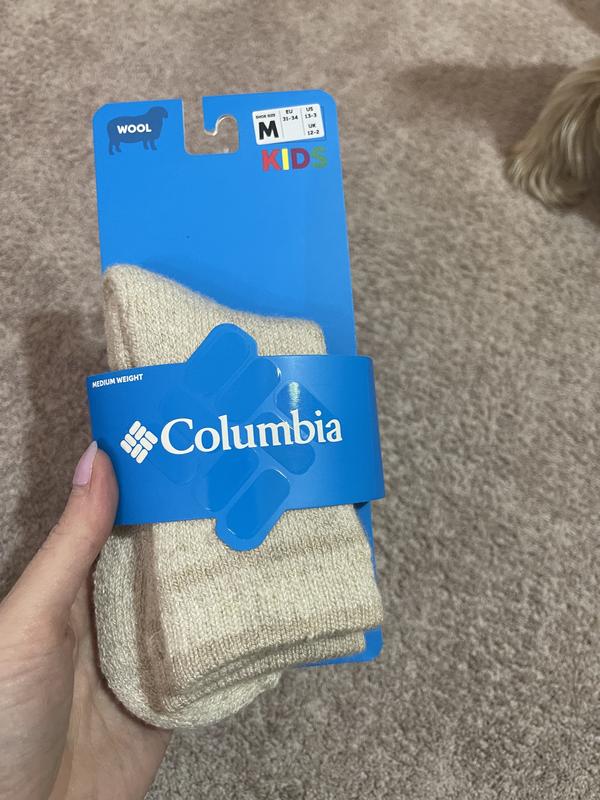 WOOL
SHOE SIZE
M
EU
31-34
US
13-3
UK
12-2
KIDS
MEDIUM WEIGHT
Columbia